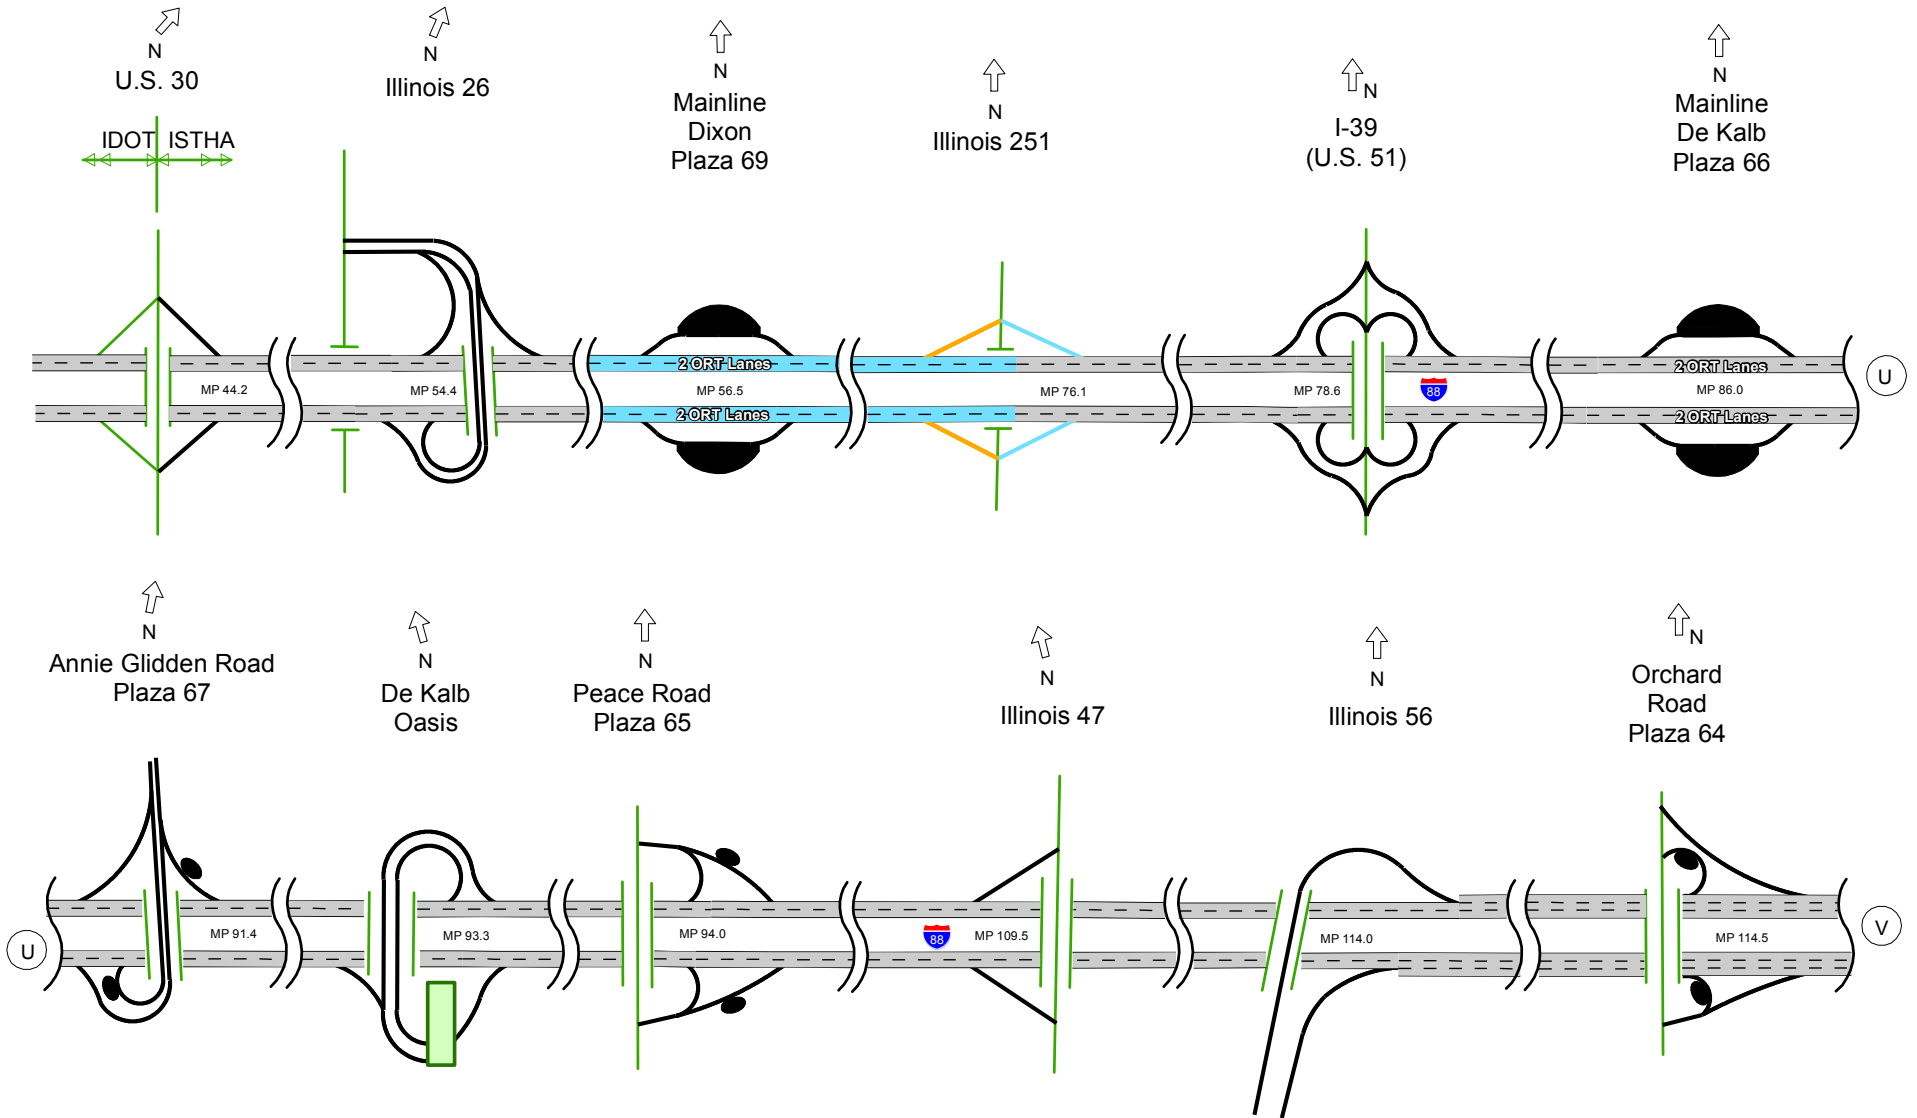 N
U.S. 30
IDOT ISTHA
N
Illinois 26
N
Mainline
Dixon
Plaza 69
N
Illinois 251
N
I-39
(U.S. 51)
N
Mainline
De Kalb
Plaza 66
2 ORT Lanes
2 ORT Lanes
MP 44.2
MP 54.4
MP 56.5
MP 76.1
MP 78.6
88
MP 86.0
U
2 ORT Lanes
2 ORT Lanes
N
Annie Glidden Road
Plaza 67
N
De Kalb
Oasis
N
Peace Road
Plaza 65
N
Illinois 47
N
Illinois 56
N
Orchard
Road
Plaza 64
U
MP 91.4
MP 93.3
MP 94.0
88
MP 109.5
MP 114.0
MP 114.5
V